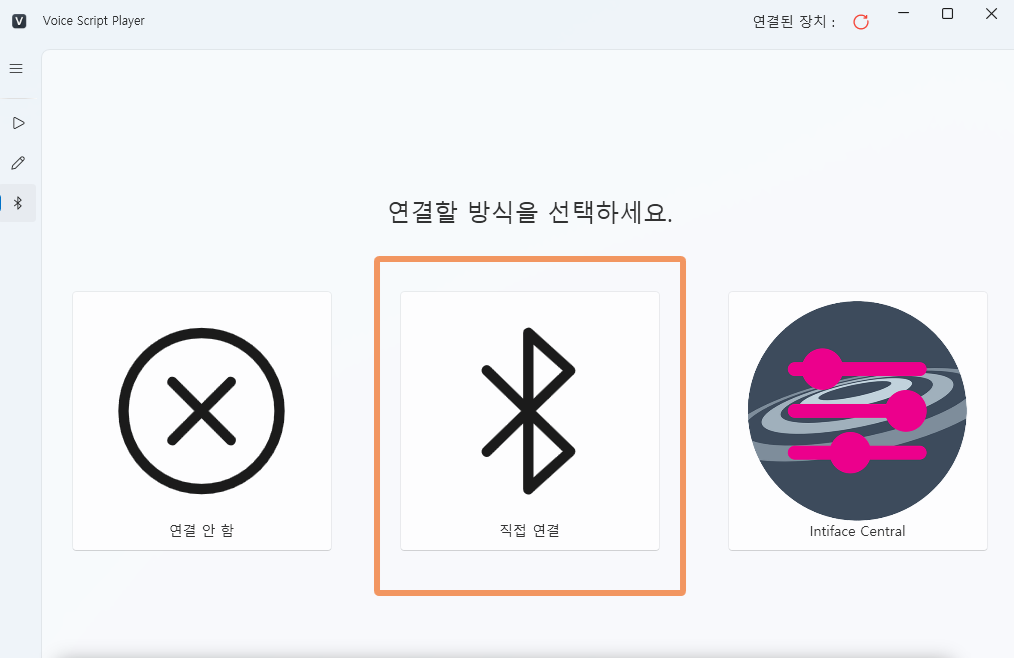 V Voice Script Player
연결된 장치 :
연결할 방식을 선택하세요.
연결 안 함
직접 연결
Intiface Central